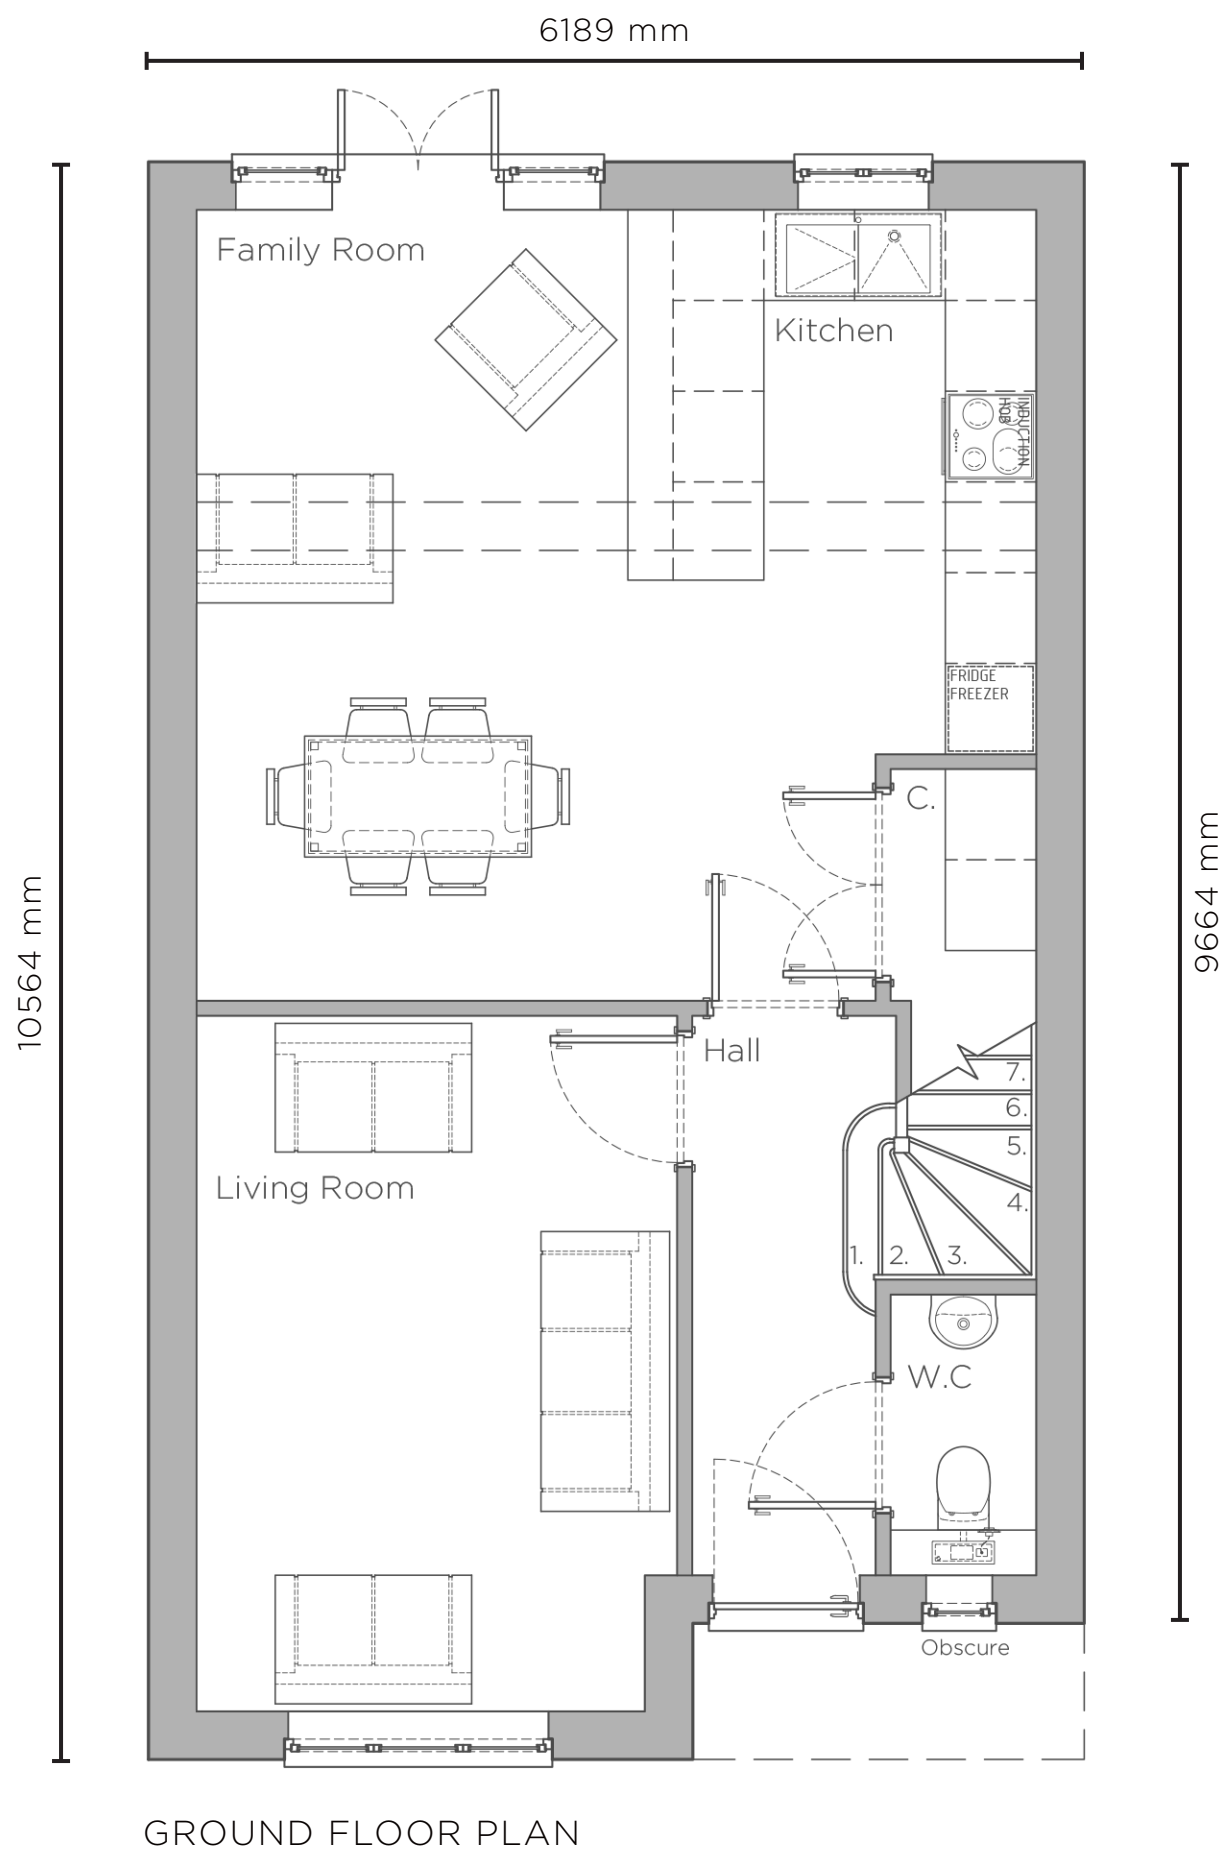 6189 mm
Family Room
Kitchen
INDUCTION
HOB
FRIDGE
FREEZER
C.
10564 mm
9664 mm
Hall
7.
6.
5.
4.
Living Room
1. 2. 3.
W.C
Obscure
GROUND FLOOR PLAN